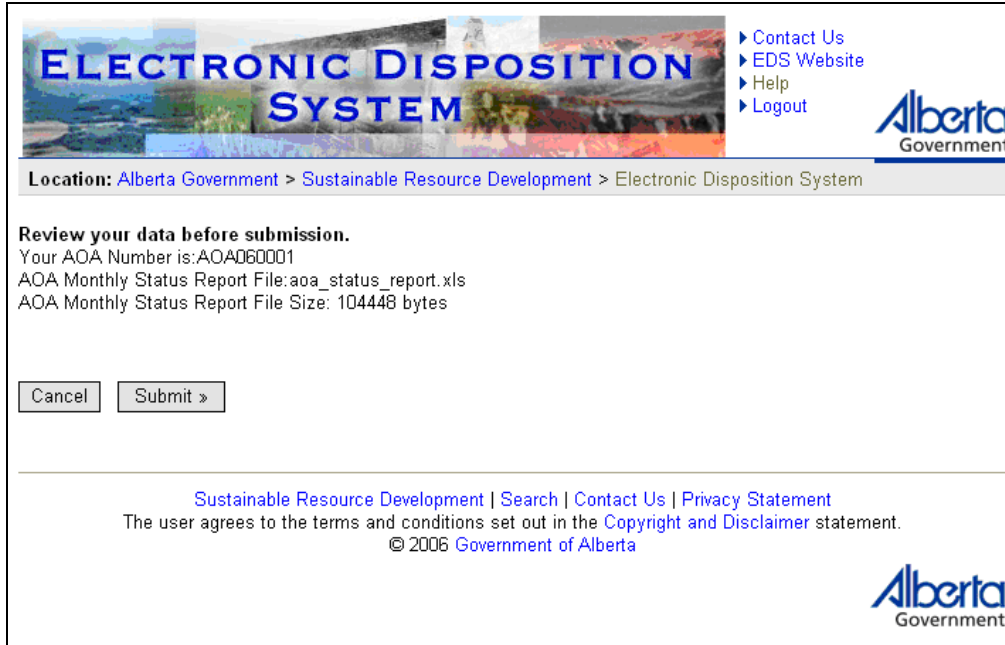 ELECTRONIC DISPOSITION
SYSTEM
Contact Us
EDS Website
Help
Logout
Alberta
Government
Location: Alberta Government > Sustainable Resource Development > Electronic Disposition System
Review your data before submission.
Your AOA Number is:AOA060001
AOA Monthly Status Report File:aoa_status_report.xls
AOA Monthly Status Report File Size: 104448 bytes
Cancel Submit »
Sustainable Resource Development | Search | Contact Us | Privacy Statement
The user agrees to the terms and conditions set out in the Copyright and Disclaimer statement.
© 2006 Government of Alberta
Alberta
Government